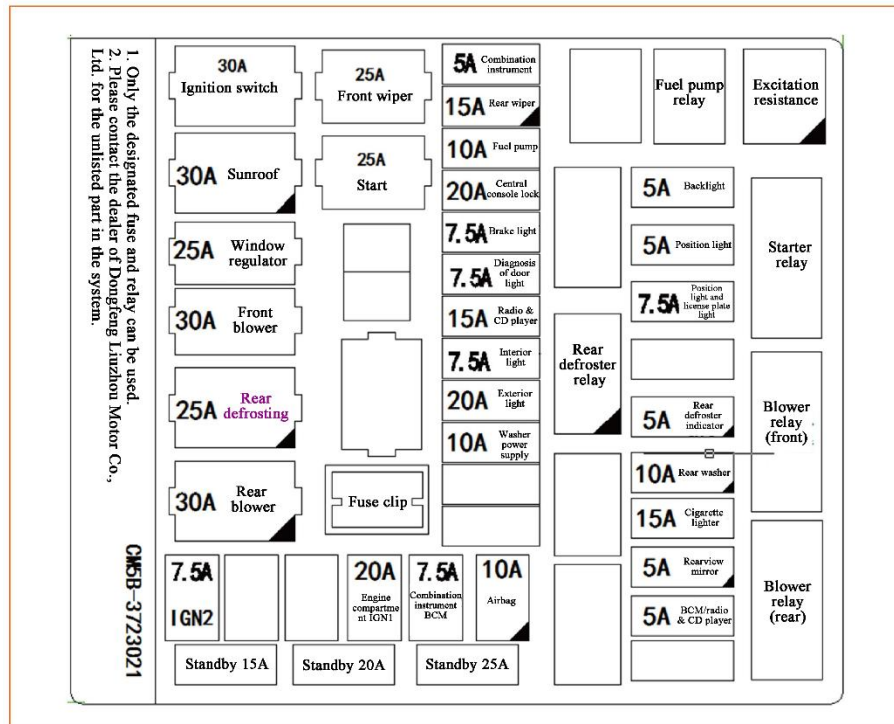 1. Only the designated fuse and relay can be used.
2. Please contact the dealer of Dongfeng Liuzhou Motor Co.,
Ltd. for the unlisted part in the system.
CM5B-3723021
30A
Ignition switch
30A Sunroof
25A Window
regulator
30A Front
blower
25A Rear
defrosting
30A Rear
blower
25A
Front wiper
25A
Start
Fuse clip
5A Combination
instrument
15A Rear wiper
10A Fuel pump
20A Central
console lock
7.5A Brake light
7.5A Diagnosis
of door
light
15A Radio &
CD player
7.5A Interior
light
20A Exterior
light
10A Washer
power
supply
Fuel pump
relay
Excitation
resistance
Rear
defroster
relay
5A Backlight
5A Position light
7.5A Position
light and
license plate
light
5A Rear
defroster
indicator
10A Rear washer
15A Cigarette
lighter
5A Rearview
mirror
5A BCM/radio
& CD player
Starter
relay
Blower
relay
(front)
Blower
relay
(rear)
7.5A
IGN2
20A
Engine
compartme
nt IGN1
7.5A
Combination
instrument
BCM
10A
Airbag
Standby 15A
Standby 20A
Standby 25A